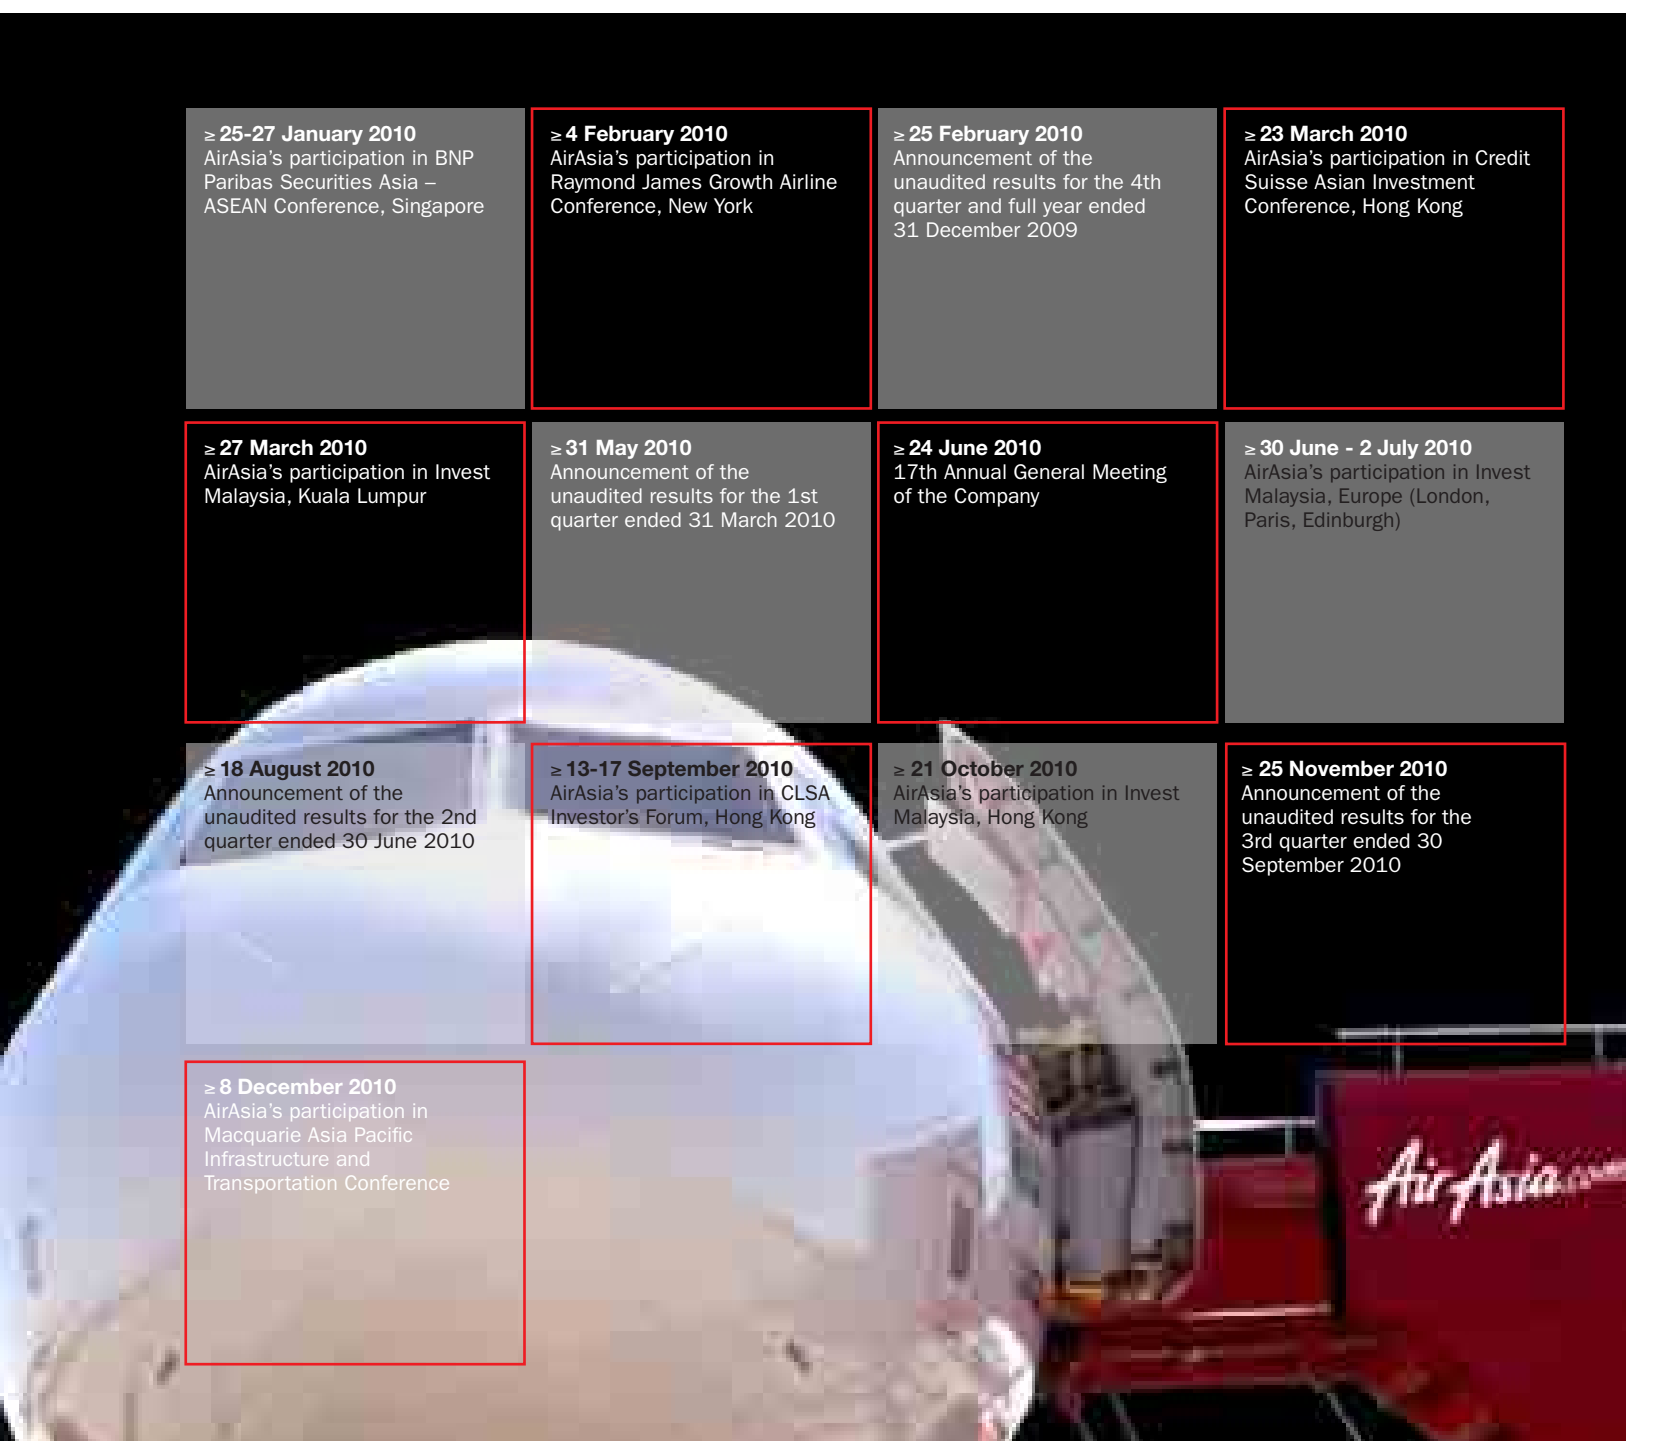 ≥ 25-27 January 2010
AirAsia’s participation in BNP
Paribas Securities Asia –
ASEAN Conference, Singapore
≥ 4 February 2010
AirAsia’s participation in
Raymond James Growth Airline
Conference, New York
≥ 25 February 2010
Announcement of the
unaudited results for the 4th
quarter and full year ended
31 December 2009
≥ 23 March 2010
AirAsia’s participation in Credit
Suisse Asian Investment
Conference, Hong Kong
≥ 27 March 2010
AirAsia’s participation in Invest
Malaysia, Kuala Lumpur
≥ 31 May 2010
Announcement of the
unaudited results for the 1st
quarter ended 31 March 2010
≥ 24 June 2010
17th Annual General Meeting
of the Company
≥ 30 June - 2 July 2010
AirAsia’s participation in Invest
Malaysia, Europe (London,
Paris, Edinburgh)
≥ 18 August 2010
Announcement of the
unaudited results for the 2nd
quarter ended 30 June 2010
≥ 13-17 September 2010
AirAsia’s participation in CLSA
Investor’s Forum, Hong Kong
≥ 21 October 2010
AirAsia’s participation in Invest
Malaysia, Hong Kong
≥ 25 November 2010
Announcement of the
unaudited results for the
3rd quarter ended 30
September 2010
≥ 8 December 2010
AirAsia’s participation in
Macquarie Asia Pacific
Infrastructure and
Transportation Conference
AirAsia.com